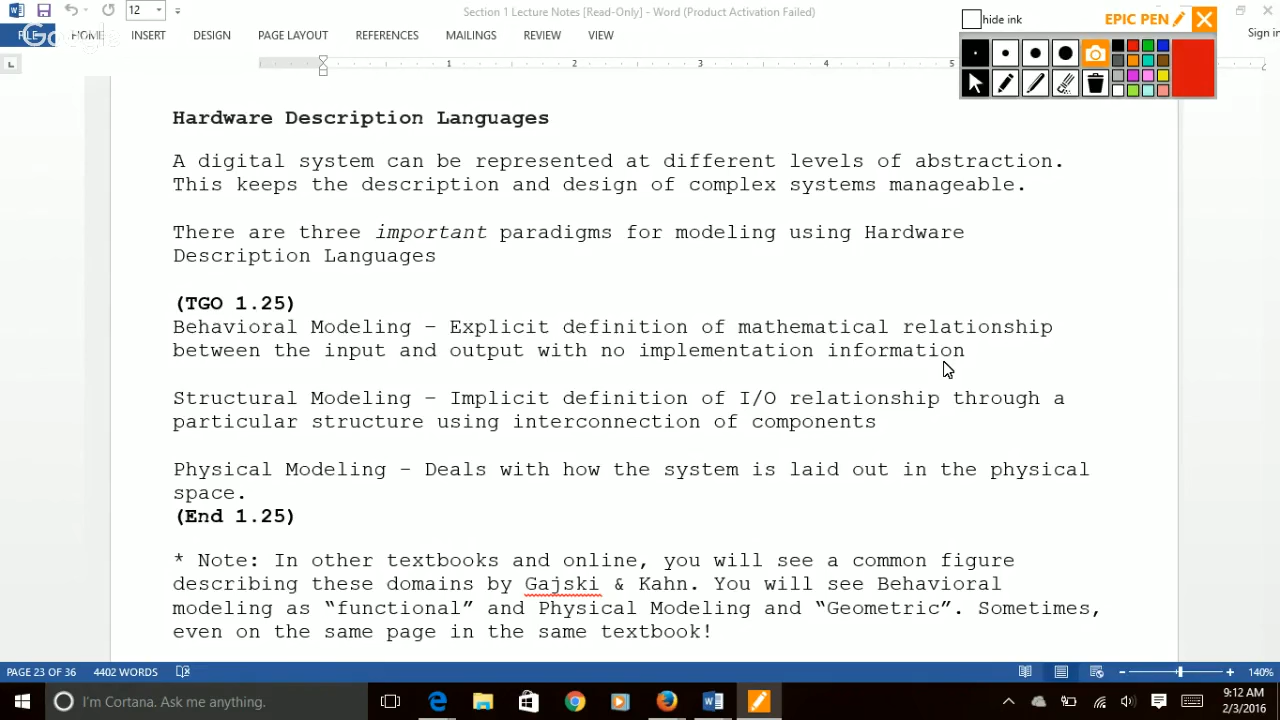 12
Section 1 Lecture Notes [Read-Only] - Word (Product Activation Failed)
hide ink
EPIC PEN
FILE HOME INSERT DESIGN PAGE LAYOUT REFERENCES MAILINGS REVIEW VIEW
Sign in
1 2 3 4 5
Hardware Description Languages
A digital system can be represented at different levels of abstraction.
This keeps the description and design of complex systems manageable.
There are three important paradigms for modeling using Hardware
Description Languages
(TGO 1.25)
Behavioral Modeling – Explicit definition of mathematical relationship
between the input and output with no implementation information
Structural Modeling – Implicit definition of I/O relationship through a
particular structure using interconnection of components
Physical Modeling – Deals with how the system is laid out in the physical
space.
(End 1.25)
* Note: In other textbooks and online, you will see a common figure
describing these domains by Gajski & Kahn. You will see Behavioral
modeling as “functional” and Physical Modeling and “Geometric”. Sometimes,
even on the same page in the same textbook!
PAGE 23 OF 36 4402 WORDS
140%
I'm Cortana. Ask me anything.
9:12 AM
2/3/2016